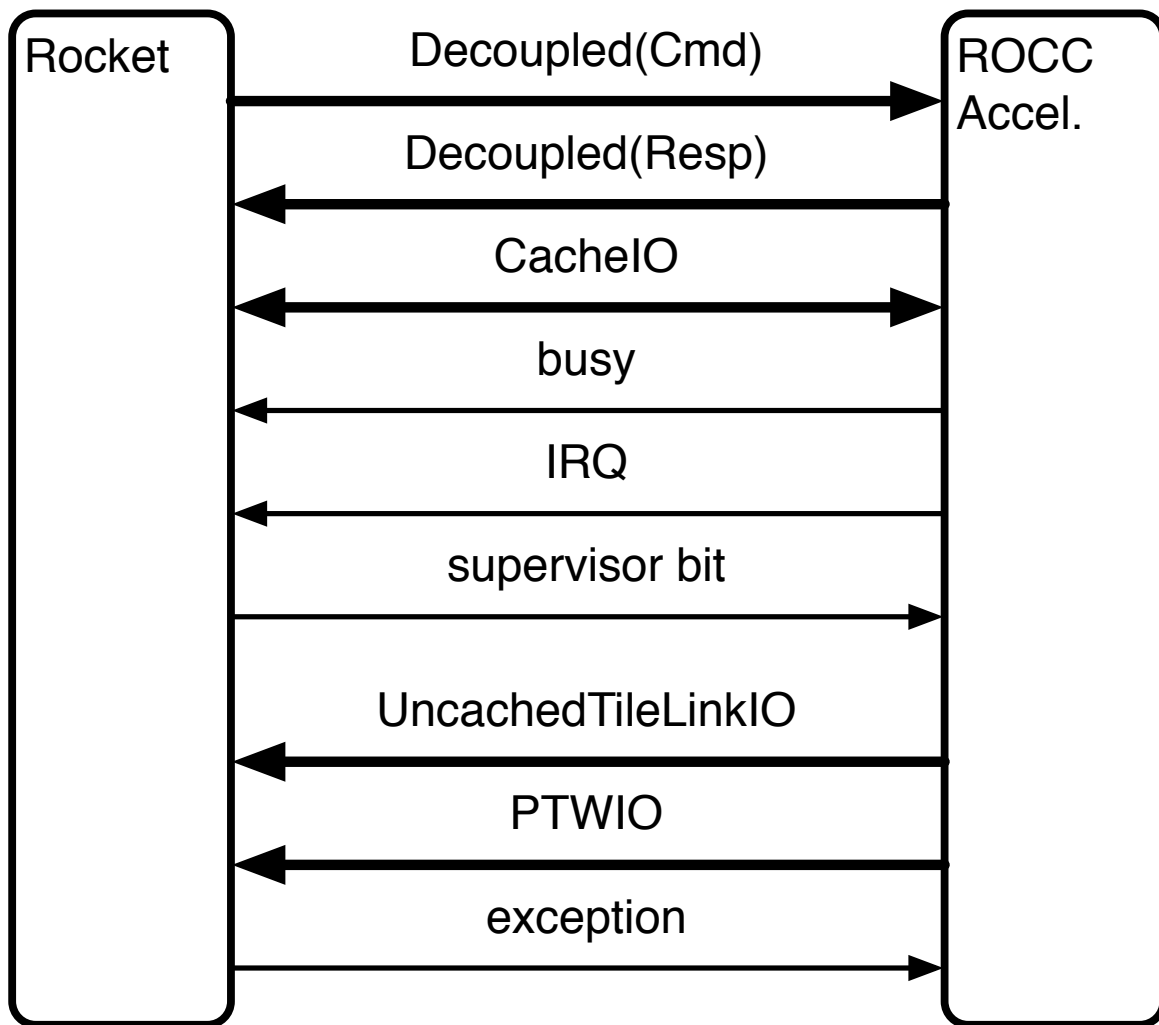 Rocket
Decoupled(Cmd)
ROCC
Accel.
Decoupled(Resp)
CacheIO
busy
IRQ
supervisor bit
UncachedTileLinkIO
PTWIO
exception